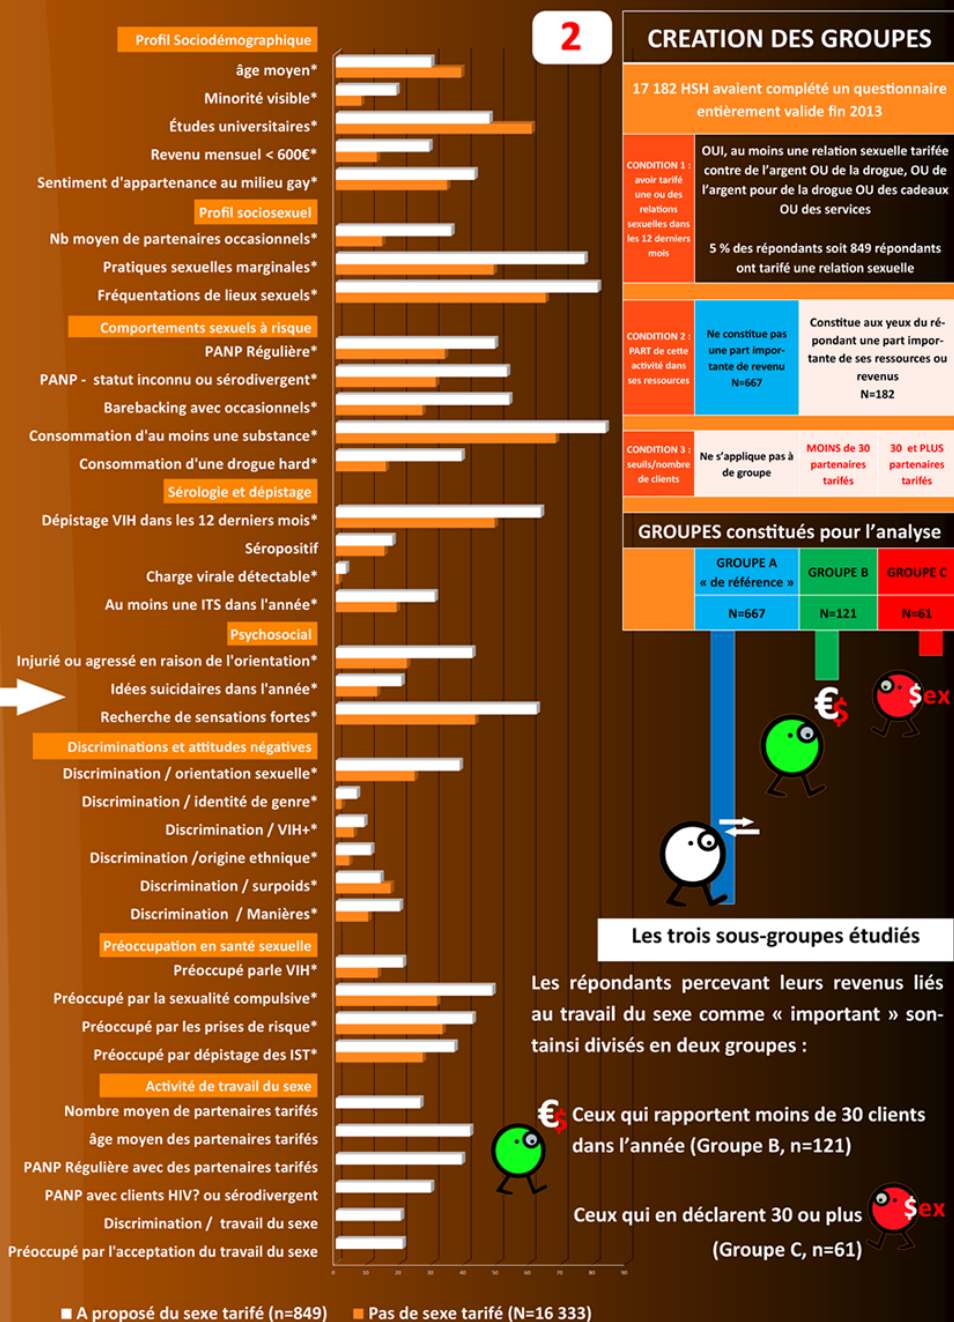 Profil Sociodémographique
âge moyen*
Minorité visible*
Études universitaires*
Revenu mensuel < 600€*
Sentiment d'appartenance au milieu gay*
Profil sociosexuel
Nb moyen de partenaires occasionnels*
Pratiques sexuelles marginales*
Fréquentations de lieux sexuels*
Comportements sexuels à risque
PANP Régulière*
PANP - statut inconnu ou sérodivergent*
Barebacking avec occasionnels*
Consommation d'au moins une substance*
Consommation d'une drogue hard*
Sérologie et dépistage
Dépistage VIH dans les 12 derniers mois*
Séropositif
Charge virale détectable*
Au moins une ITS dans l'année*
Psychosocial
Injurié ou agressé en raison de l'orientation*
Idées suicidaires dans l'année*
Recherche de sensations fortes*
Discriminations et attitudes négatives
Discrimination / orientation sexuelle*
Discrimination / identité de genre*
Discrimination / VIH+*
Discrimination /origine ethnique*
Discrimination / surpoids*
Discrimination / Manières*
Préoccupation en santé sexuelle
Préoccupé parle VIH*
Préoccupé par la sexualité compulsive*
Préoccupé par les prises de risque*
Préoccupé par dépistage des IST*
Activité de travail du sexe
Nombre moyen de partenaires tarifés
âge moyen des partenaires tarifés
PANP Régulière avec des partenaires tarifés
PANP avec clients HIV? ou sérodivergent
Discrimination / travail du sexe
Préoccupé par l'acceptation du travail du sexe
0 10 20 30 40 50 60 70 80 90
A proposé du sexe tarifé (n=849) Pas de sexe tarifé (N=16 333)
2
CREATION DES GROUPES
17 182 HSH avaient complété un questionnaire
entièrement valide fin 2013
CONDITION 1 :
avoir tarifé
une ou des
relations
sexuelles dans
les 12 derniers
mois
OUI, au moins une relation sexuelle tarifée
contre de l'argent OU de la drogue, OU de
l'argent pour de la drogue OU des cadeaux
OU des services
5 % des répondants soit 849 répondants
ont tarifé une relation sexuelle
CONDITION 2 :
PART de cette
activité dans
ses ressources
Ne constitue pas
une part impor-
tante de revenu
N=667
Constitue aux yeux du ré-
pondant une part impor-
tante de ses ressources ou
revenus
N=182
CONDITION 3 :
seuils/nombre
de clients
Ne s'applique pas à
de groupe
MOINS de 30
partenaires
tarifés
30 et PLUS
partenaires
tarifés
GROUPES constitués pour l'analyse
GROUPE A
« de référence »
GROUPE B
GROUPE C
N=667
N=121
N=61
€$
$ex
Les trois sous-groupes étudiés
Les répondants percevant leurs revenus liés
au travail du sexe comme « important » son-
tainsi divisés en deux groupes :
€$
Ceux qui rapportent moins de 30 clients
dans l'année (Groupe B, n=121)
Ceux qui en déclarent 30 ou plus
(Groupe C, n=61)
$ex